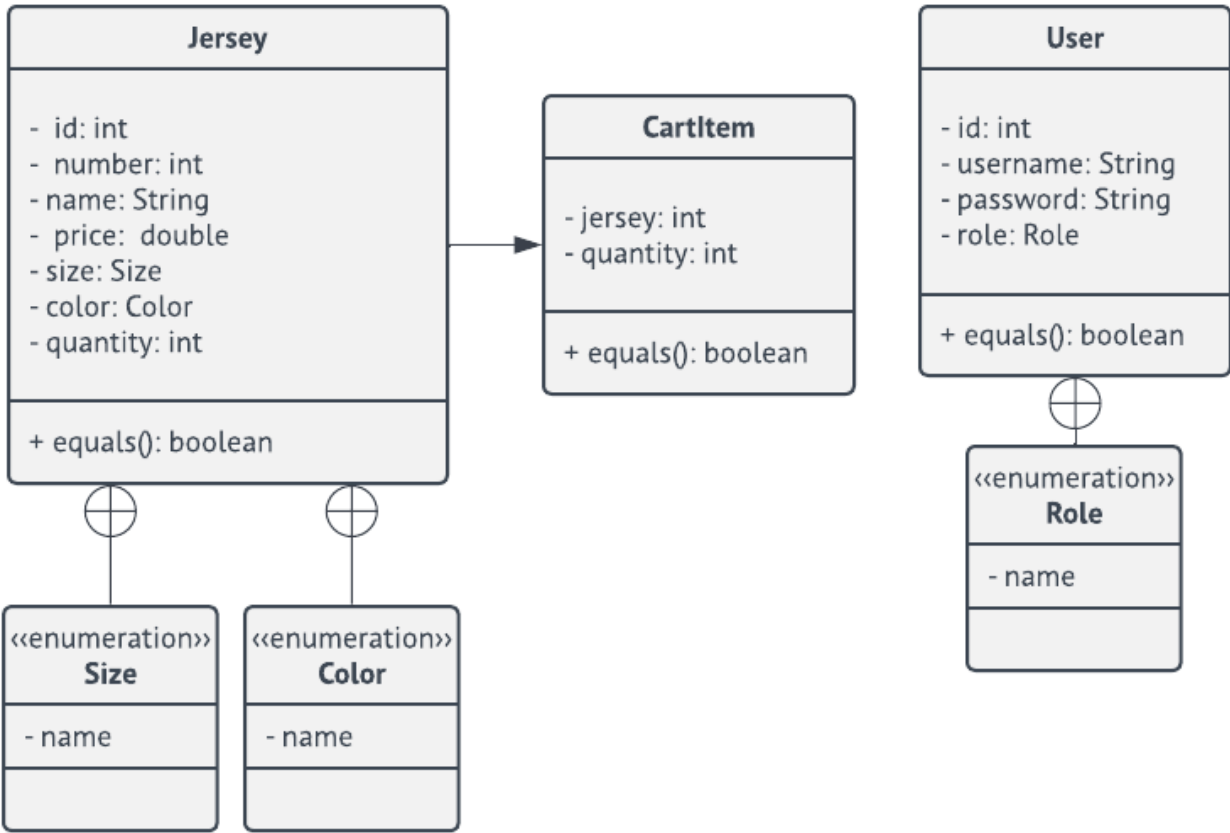 Jersey
- id: int
- number: int
- name: String
- price: double
- size: Size
- color: Color
- quantity: int
+ equals(): boolean
CartItem
- jersey: int
- quantity: int
+ equals(): boolean
User
- id: int
- username: String
- password: String
- role: Role
+ equals(): boolean
‹‹enumeration››
Role
- name
‹‹enumeration››
Size
- name
‹‹enumeration››
Color
- name